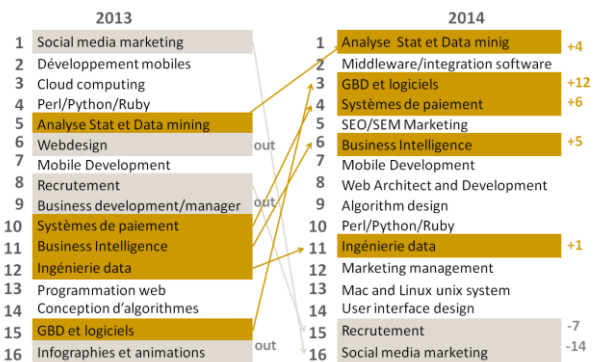 2013
1 Social media marketing
2 Développement mobiles
3 Cloud computing
4 Perl/Python/Ruby
5 Analyse Stat et Data mining
6 Webdesign out
7 Mobile Development
8 Recrutement
9 Business development/manager out
10 Systèmes de paiement
11 Business Intelligence
12 Ingénierie data
13 Programmation web
14 Conception d'algorithmes
15 GBD et logiciels
16 Infographies et animations out
2014
1 Analyse Stat et Data minig +4
2 Middleware/integration software
3 GBD et logiciels +12
4 Systèmes de paiement +6
5 SEO/SEM Marketing
6 Business Intelligence +5
7 Mobile Development
8 Web Architect and Development
9 Algorithm design
10 Perl/Python/Ruby
11 Ingénierie data +1
12 Marketing management
13 Mac and Linux unix system
14 User interface design
15 Recrutement -7
16 Social media marketing -14